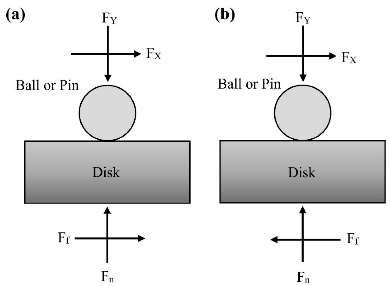 (a)
F_Y
F_X
Ball or Pin
Disk
F_f
F_n
(b)
F_Y
F_X
Ball or Pin
Disk
F_f
F_n